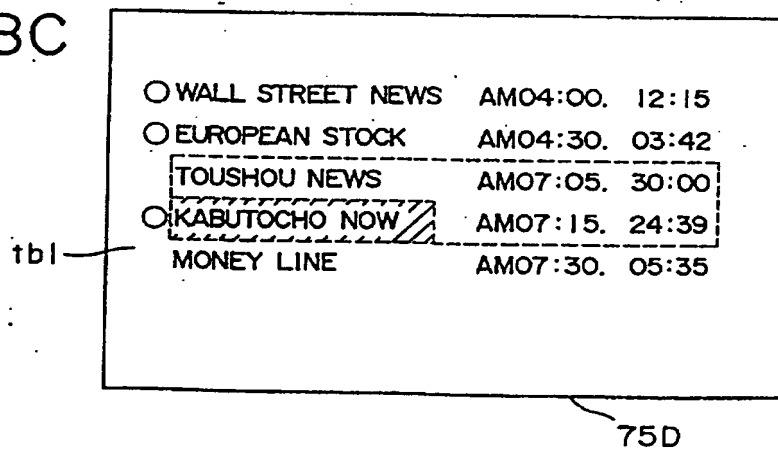 3C
○ WALL STREET NEWS AM04:00. 12:15
○ EUROPEAN STOCK AM04:30. 03:42
TOUSHOU NEWS AM07:05. 30:00
○ KABUTOCHO NOW AM07:15. 24:39
tbl
MONEY LINE AM07:30. 05:35
75D